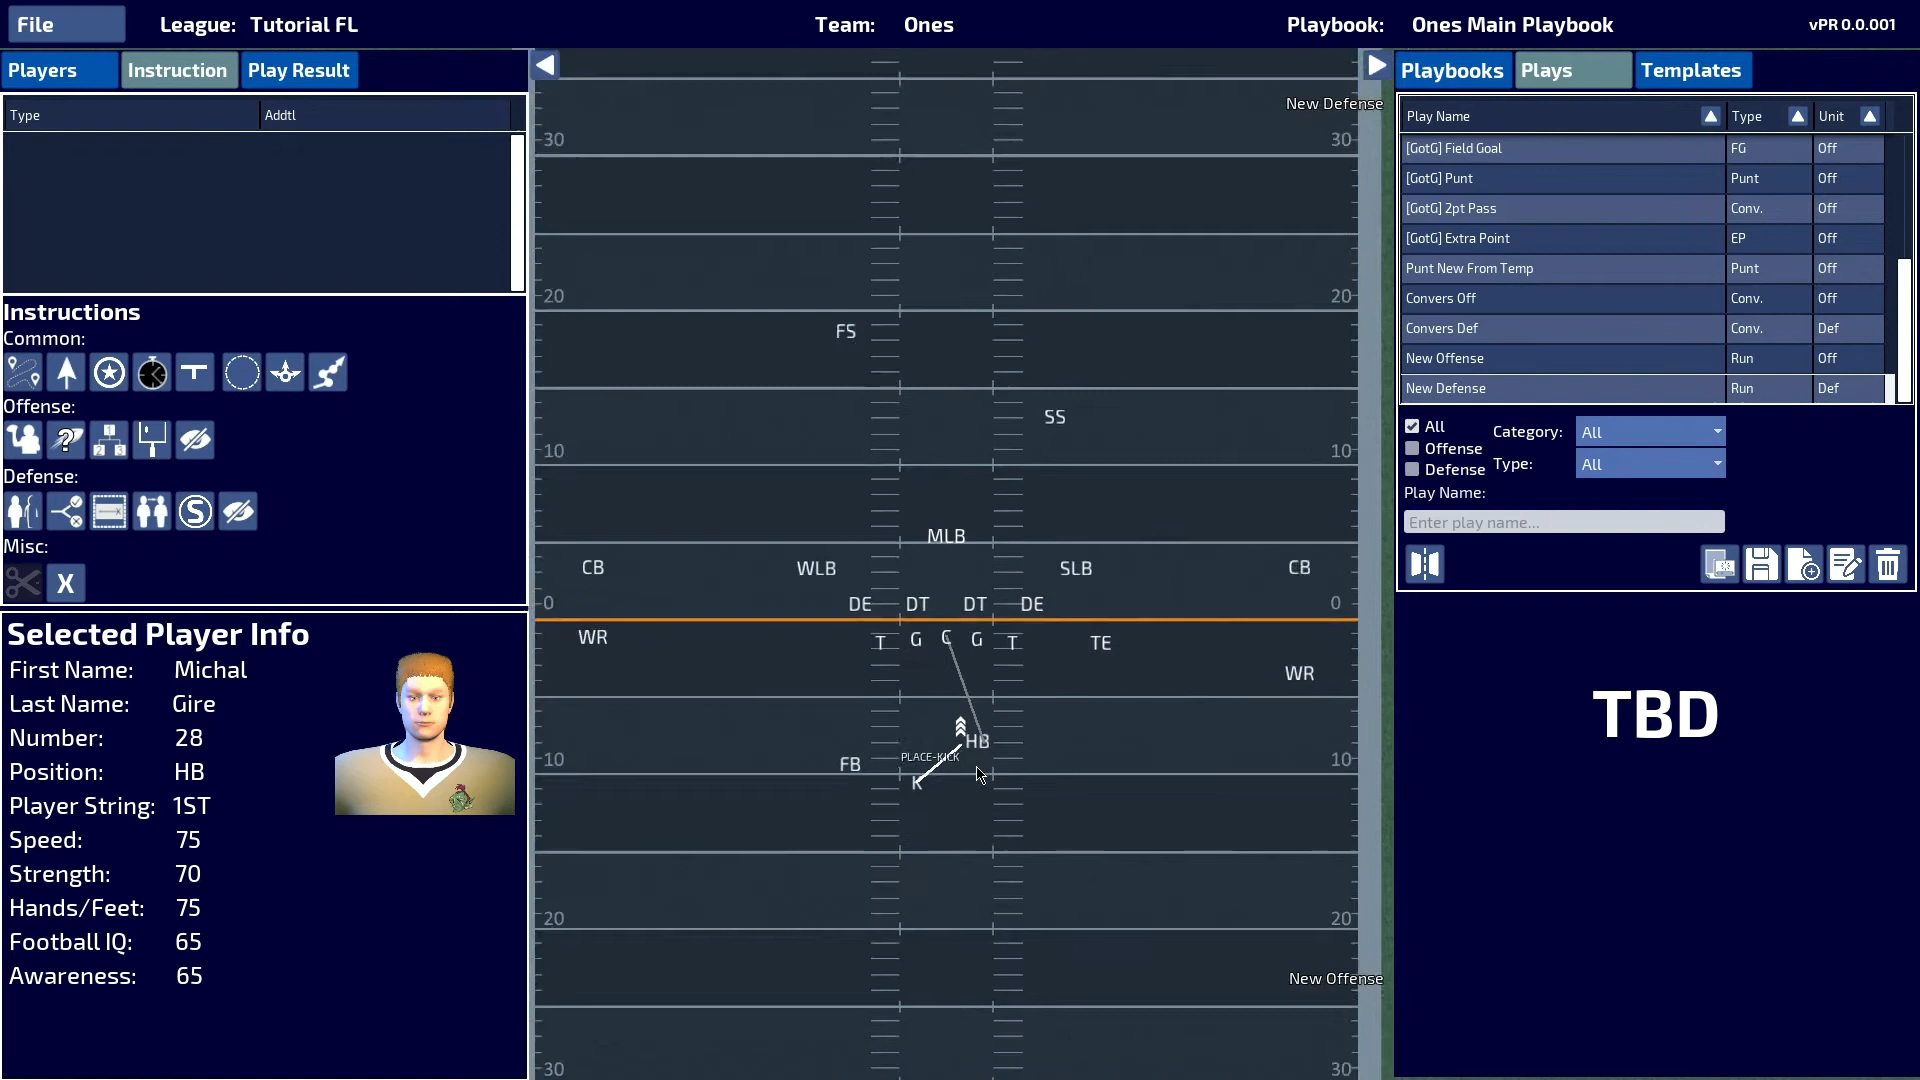 File
League: Tutorial FL
Team: Ones
Playbook: Ones Main Playbook
vPR 0.0.001
Players
Instruction
Play Result
Playbooks
Plays
Templates
Type
Addtl
Instructions
Common:
Offense:
Defense:
Misc:
X
Selected Player Info
First Name: Michal
Last Name: Gire
Number: 28
Position: HB
Player String: 1ST
Speed: 75
Strength: 70
Hands/Feet: 75
Football IQ: 65
Awareness: 65
New Defense
30 30
20 20
FS
SS
10 10
MLB
CB WLB SLB CB
DE DT DT DE
0 0
WR T G C G T TE
WR
HB
PLACE-KICK
10 FB 10
K
20 20
New Offense
30 30
Play Name Type Unit
[GotG] Field Goal FG Off
[GotG] Punt Punt Off
[GotG] 2pt Pass Conv. Off
[GotG] Extra Point EP Off
Punt New From Temp Punt Off
Convers Off Conv. Off
Convers Def Conv. Def
New Offense Run Off
New Defense Run Def
All
Offense
Defense
Category: All
Type: All
Play Name:
Enter play name...
TBD